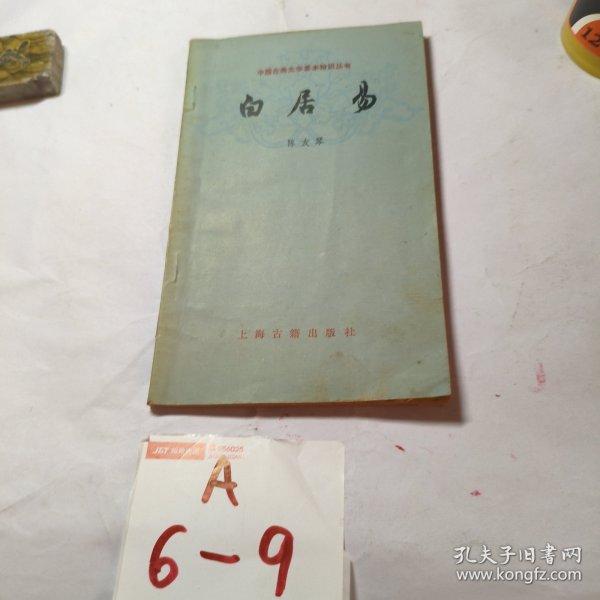 中国古典文学基本知识丛书
白居易
陈友琴
上海古籍出版社
J&T
A
6-9
12
孔夫子旧书网
www.kongfz.com